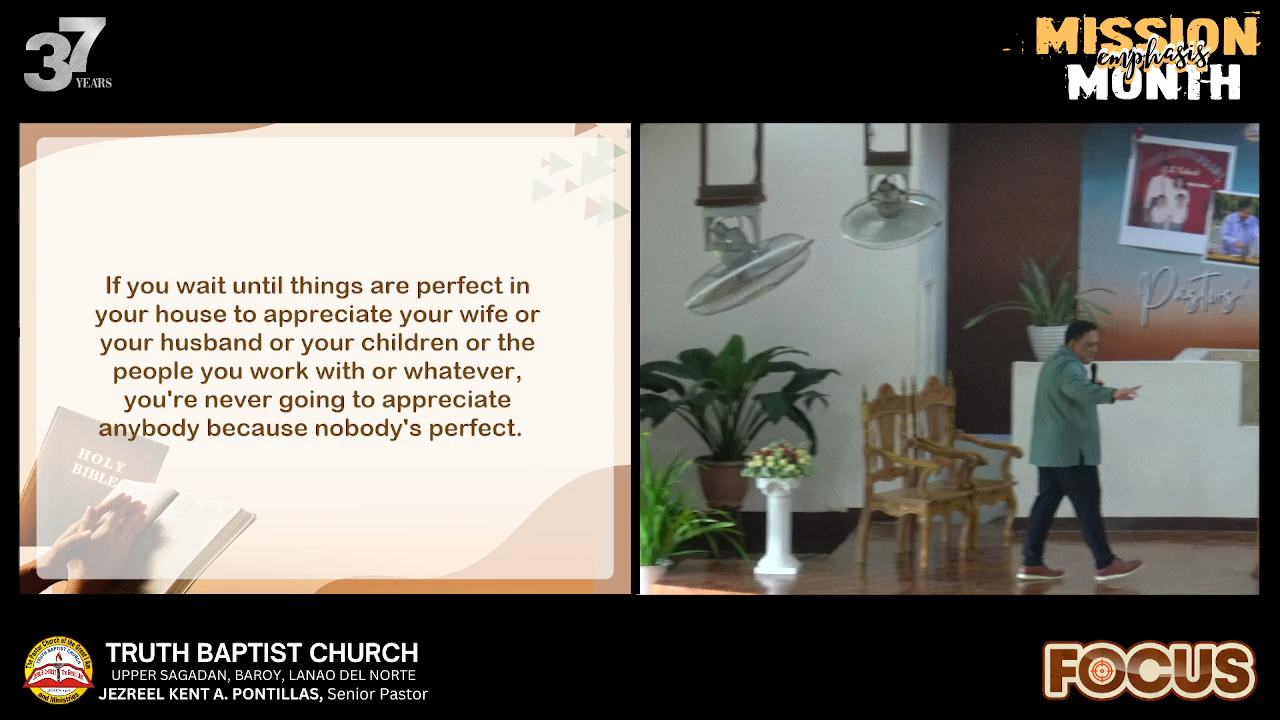 37
YEARS
MISSION
emphasis
MONTH
If you wait until things are perfect in
your house to appreciate your wife or
your husband or your children or the
people you work with or whatever,
you're never going to appreciate
anybody because nobody's perfect.
HOLY
BIBLE
Pastors'
TRUTH BAPTIST CHURCH
UPPER SAGADAN, BAROY, LANAO DEL NORTE
JEZREEL KENT A. PONTILLAS, Senior Pastor
FOCUS